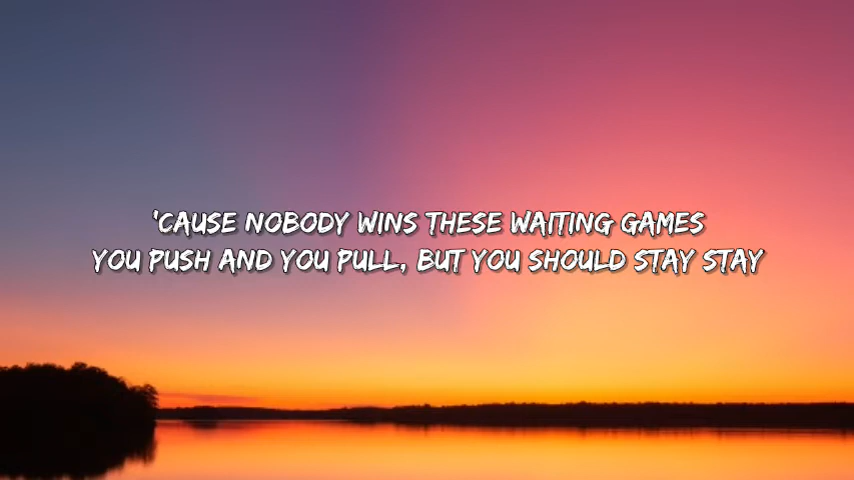 'CAUSE NOBODY WINS THESE WAITING GAMES
YOU PUSH AND YOU PULL, BUT YOU SHOULD STAY STAY